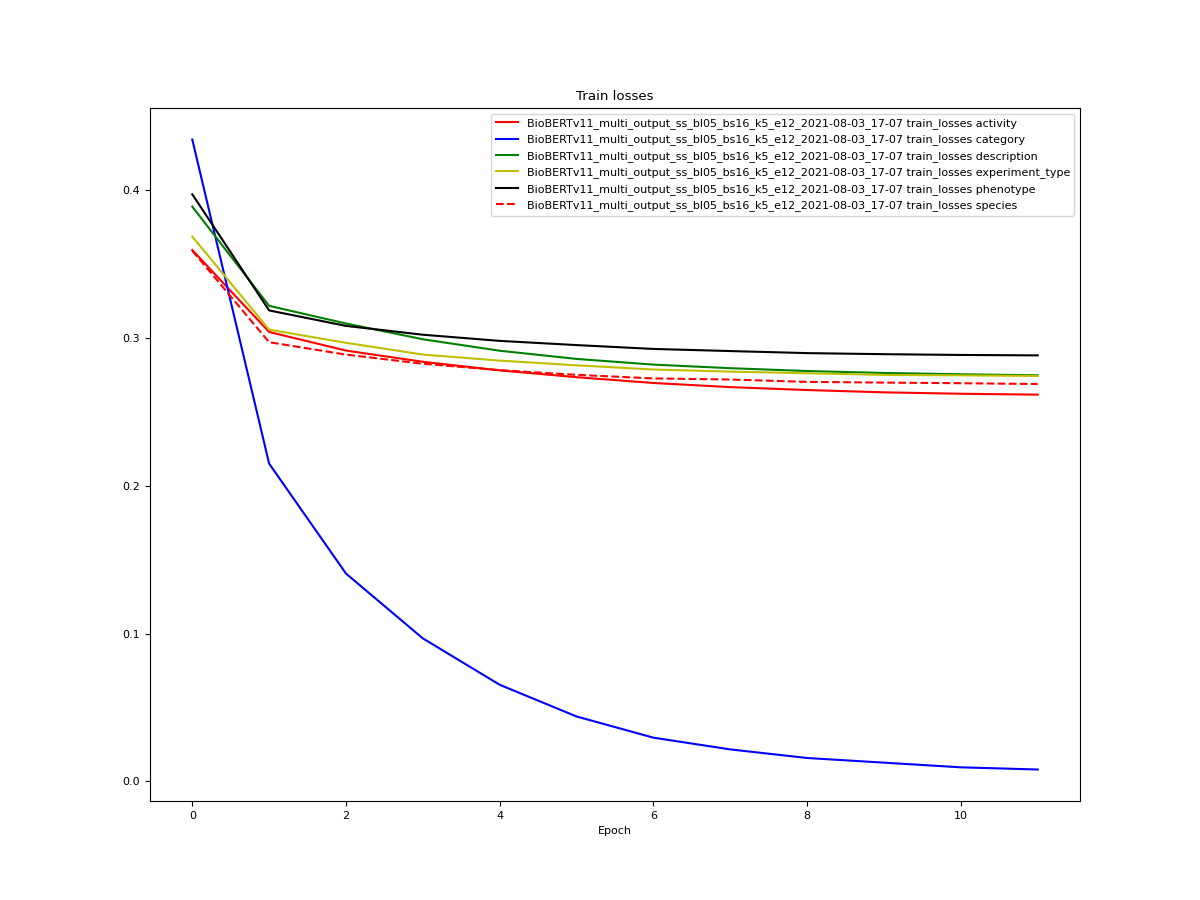 Train losses
BioBERTv11_multi_output_ss_bl05_bs16_k5_e12_2021-08-03_17-07 train_losses activity
BioBERTv11_multi_output_ss_bl05_bs16_k5_e12_2021-08-03_17-07 train_losses category
BioBERTv11_multi_output_ss_bl05_bs16_k5_e12_2021-08-03_17-07 train_losses description
BioBERTv11_multi_output_ss_bl05_bs16_k5_e12_2021-08-03_17-07 train_losses experiment_type
BioBERTv11_multi_output_ss_bl05_bs16_k5_e12_2021-08-03_17-07 train_losses phenotype
BioBERTv11_multi_output_ss_bl05_bs16_k5_e12_2021-08-03_17-07 train_losses species
0.4
0.3
0.2
0.1
0.0
0 2 4 6 8 10
Epoch